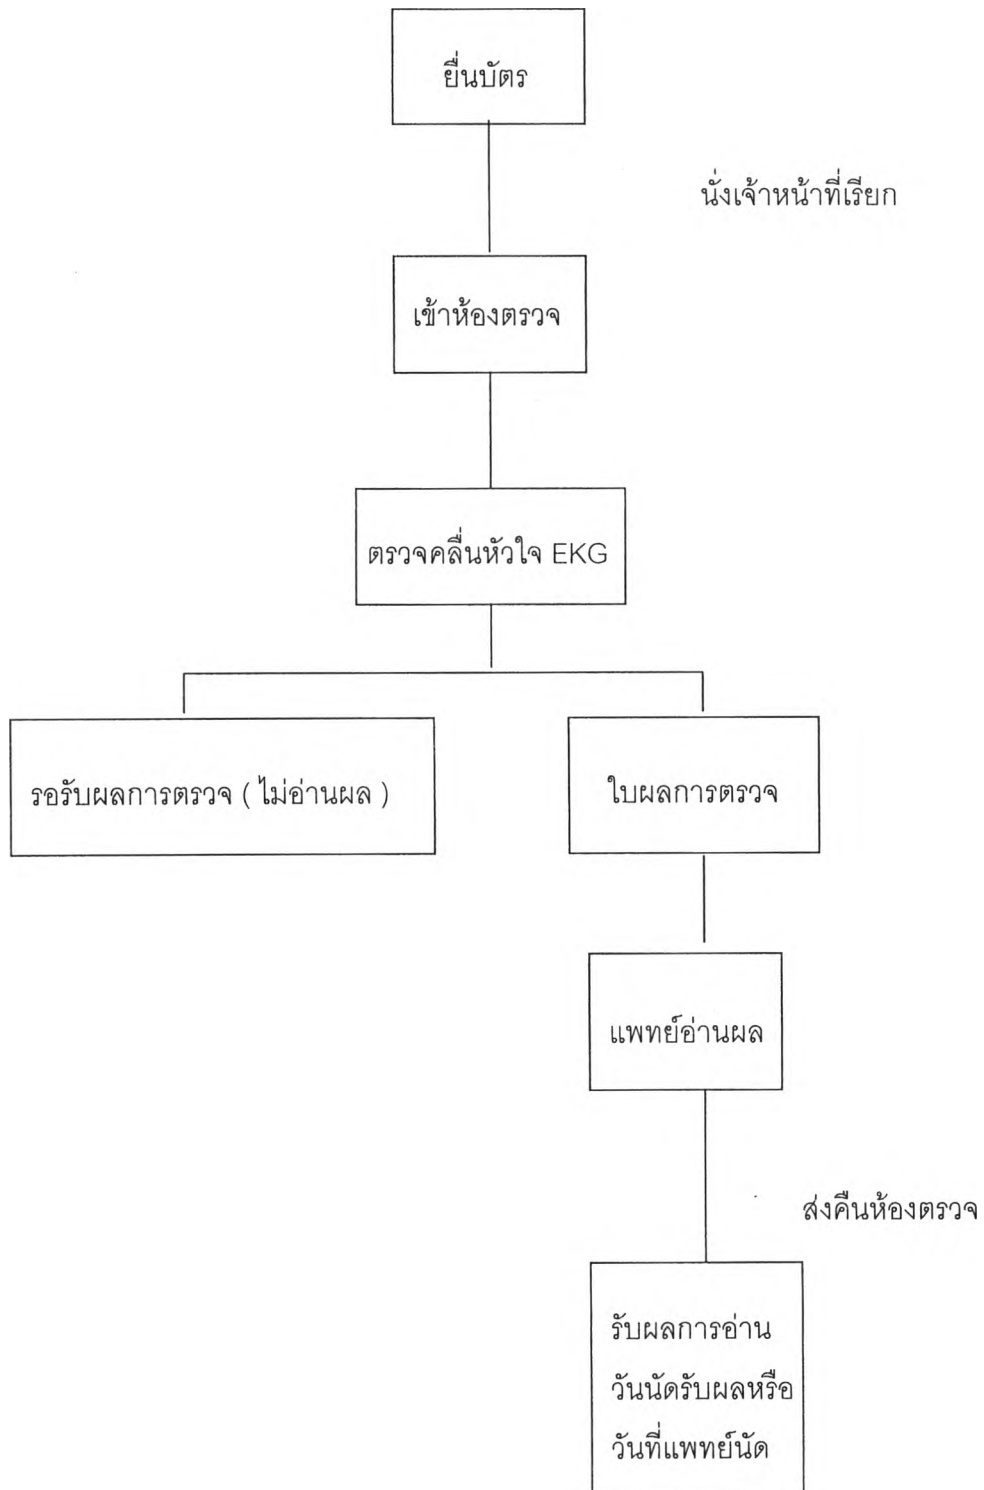 ยื่นบัตร
นั่งเจ้าหน้าที่เรียก
เข้าห้องตรวจ
ตรวจคลื่นหัวใจ EKG
รอรับผลการตรวจ ( ไม่อ่านผล )
ใบผลการตรวจ
แพทย์อ่านผล
ส่งคืนห้องตรวจ
รับผลการอ่าน
วันนัดรับผลหรือ
วันที่แพทย์นัด